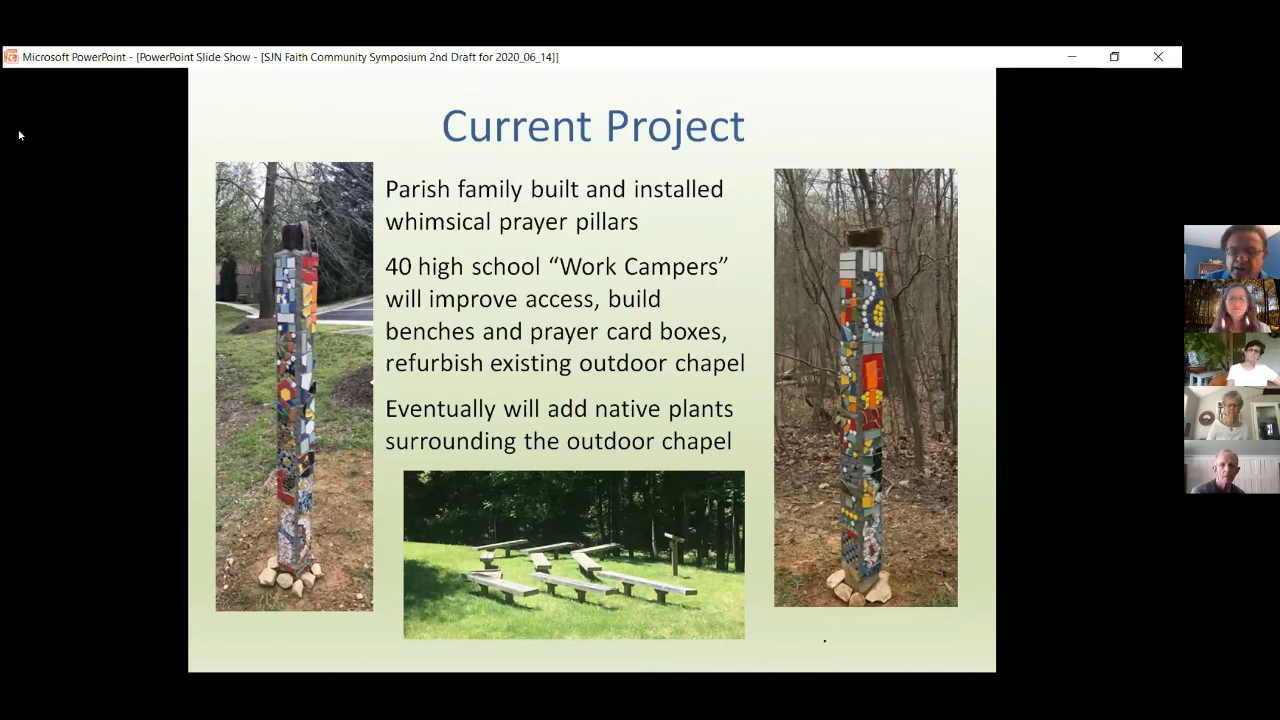 Microsoft PowerPoint - [PowerPoint Slide Show - [SJN Faith Community Symposium 2nd Draft for 2020_06_14]]
Current Project
Parish family built and installed
whimsical prayer pillars
40 high school “Work Campers”
will improve access, build
benches and prayer card boxes,
refurbish existing outdoor chapel
Eventually will add native plants
surrounding the outdoor chapel